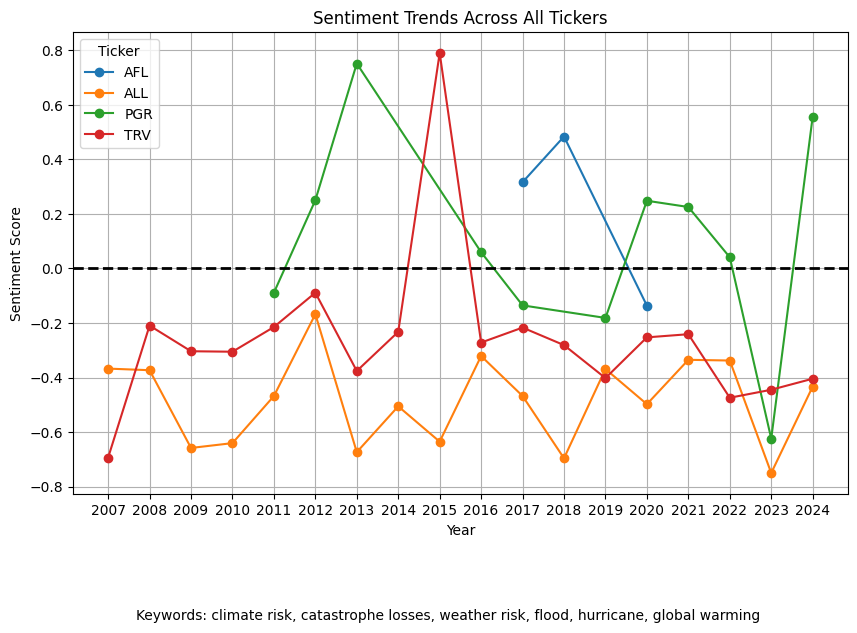 Sentiment Trends Across All Tickers
Ticker
AFL
ALL
PGR
TRV
Sentiment Score
0.8
0.6
0.4
0.2
0.0
−0.2
−0.4
−0.6
−0.8
2007 2008 2009 2010 2011 2012 2013 2014 2015 2016 2017 2018 2019 2020 2021 2022 2023 2024
Year
Keywords: climate risk, catastrophe losses, weather risk, flood, hurricane, global warming